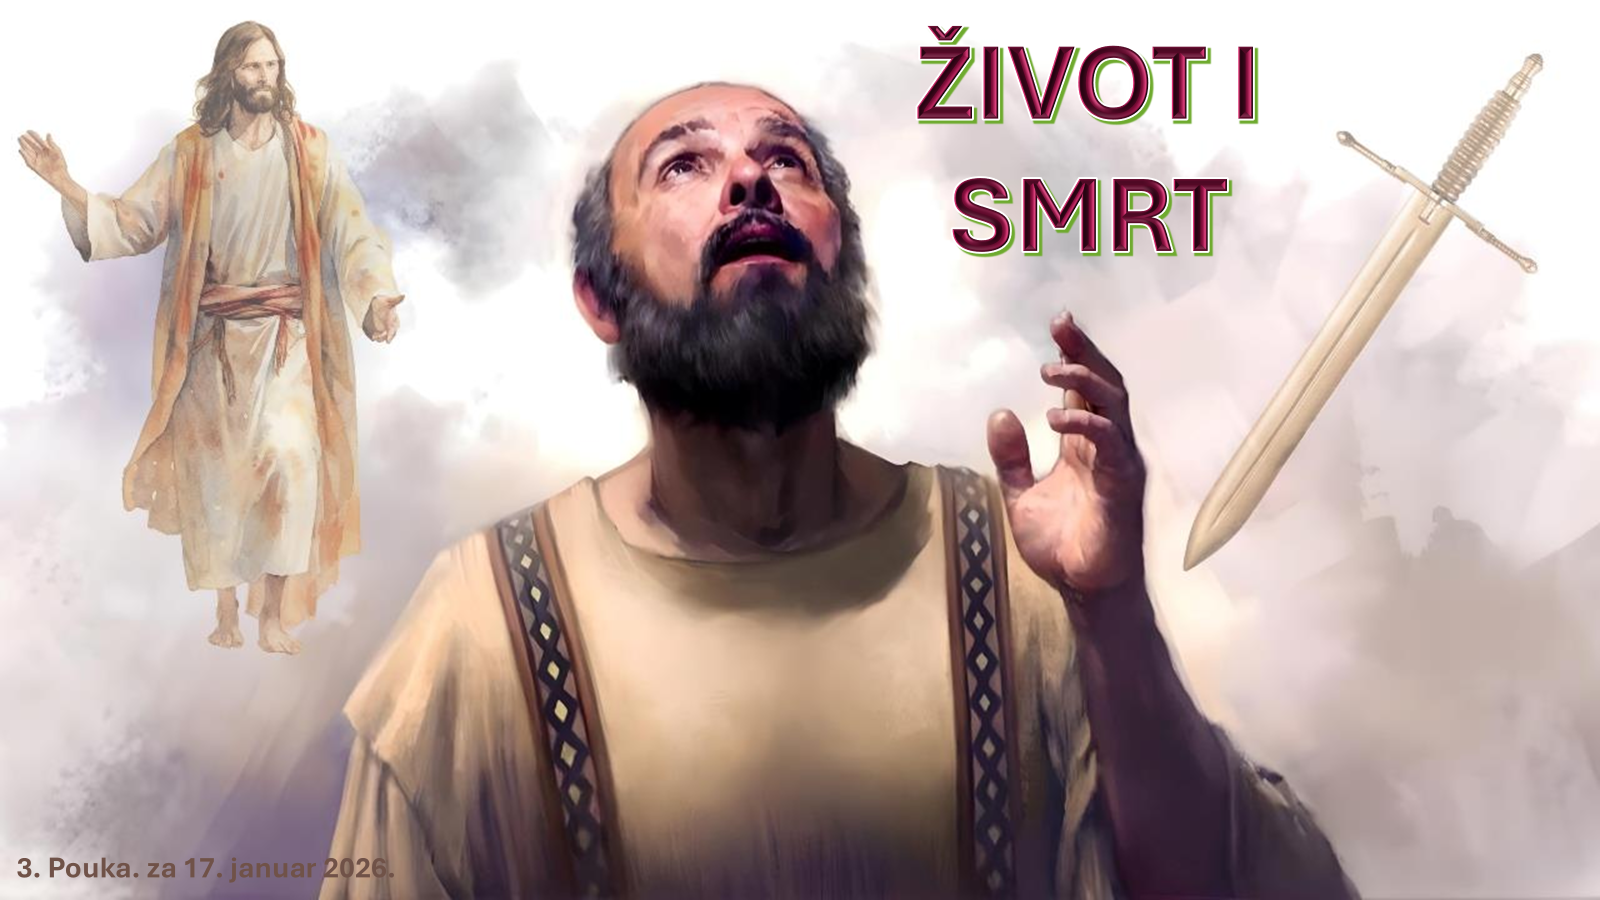 ŽIVOT I
SMRT
3. Pouka. za 17. januar 2026.